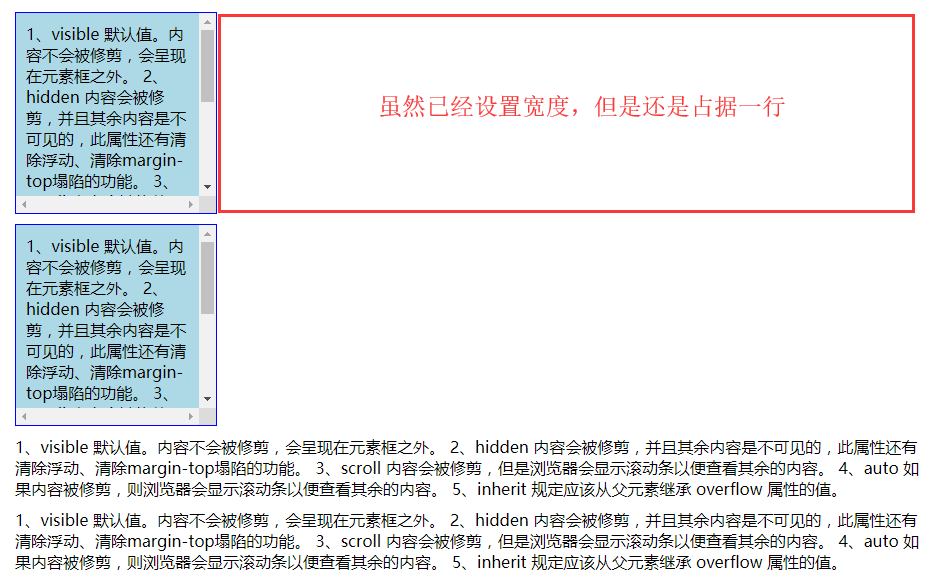 1、visible 默认值。内
容不会被修剪，会呈现
在元素框之外。 2、
hidden 内容会被修
剪，并且其余内容是不
可见的，此属性还有清
除浮动、清除margin-
top塌陷的功能。 3、
虽然已经设置宽度，但是还是占据一行
1、visible 默认值。内
容不会被修剪，会呈现
在元素框之外。 2、
hidden 内容会被修
剪，并且其余内容是不
可见的，此属性还有清
除浮动、清除margin-
top塌陷的功能。 3、
1、visible 默认值。内容不会被修剪，会呈现在元素框之外。 2、hidden 内容会被修剪，并且其余内容是不可见的，此属性还有
清除浮动、清除margin-top塌陷的功能。 3、scroll 内容会被修剪，但是浏览器会显示滚动条以便查看其余的内容。 4、auto 如
果内容被修剪，则浏览器会显示滚动条以便查看其余的内容。 5、inherit 规定应该从父元素继承 overflow 属性的值。
1、visible 默认值。内容不会被修剪，会呈现在元素框之外。 2、hidden 内容会被修剪，并且其余内容是不可见的，此属性还有
清除浮动、清除margin-top塌陷的功能。 3、scroll 内容会被修剪，但是浏览器会显示滚动条以便查看其余的内容。 4、auto 如
果内容被修剪，则浏览器会显示滚动条以便查看其余的内容。 5、inherit 规定应该从父元素继承 overflow 属性的值。